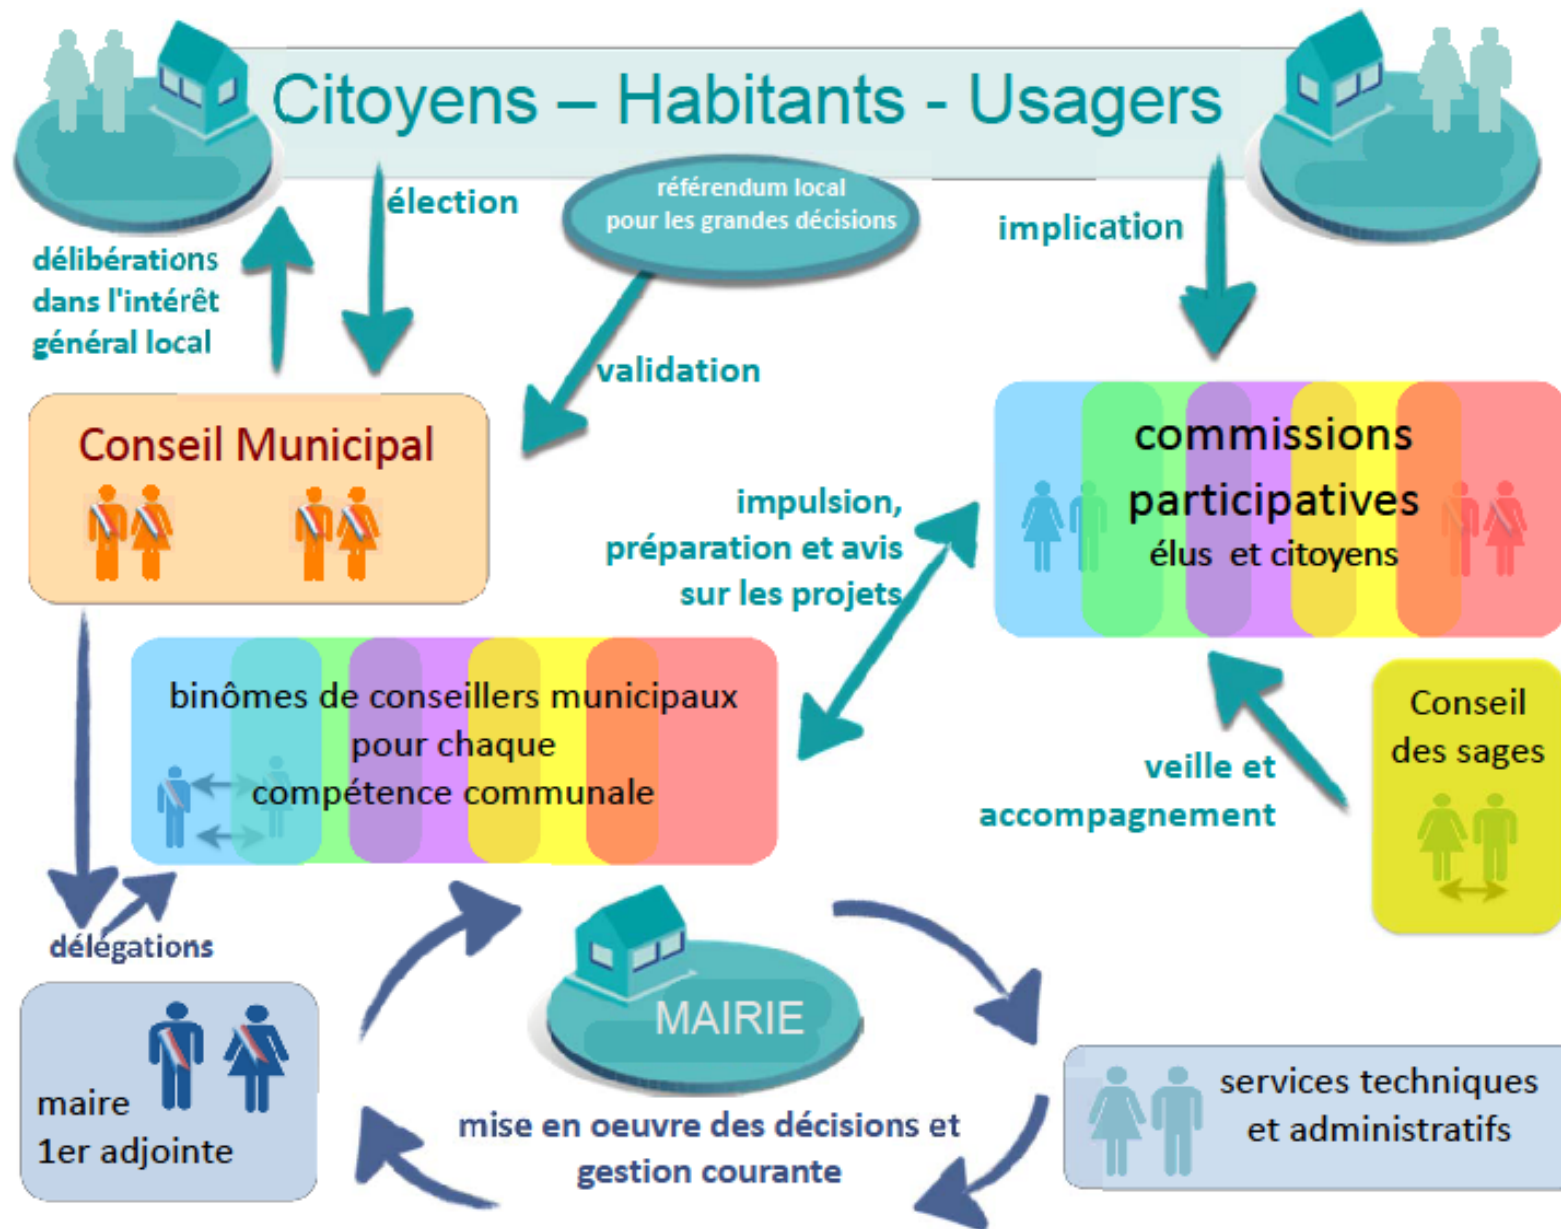 Citoyens – Habitants - Usagers
élection
référendum local
pour les grandes décisions
implication
délibérations
dans l'intérêt
général local
validation
Conseil Municipal
commissions
participatives
élus et citoyens
impulsion,
préparation et avis
sur les projets
binômes de conseillers municipaux
pour chaque
compétence communale
Conseil
des sages
veille et
accompagnement
délégations
MAIRIE
maire
1er adjointe
mise en oeuvre des décisions et
gestion courante
services techniques
et administratifs